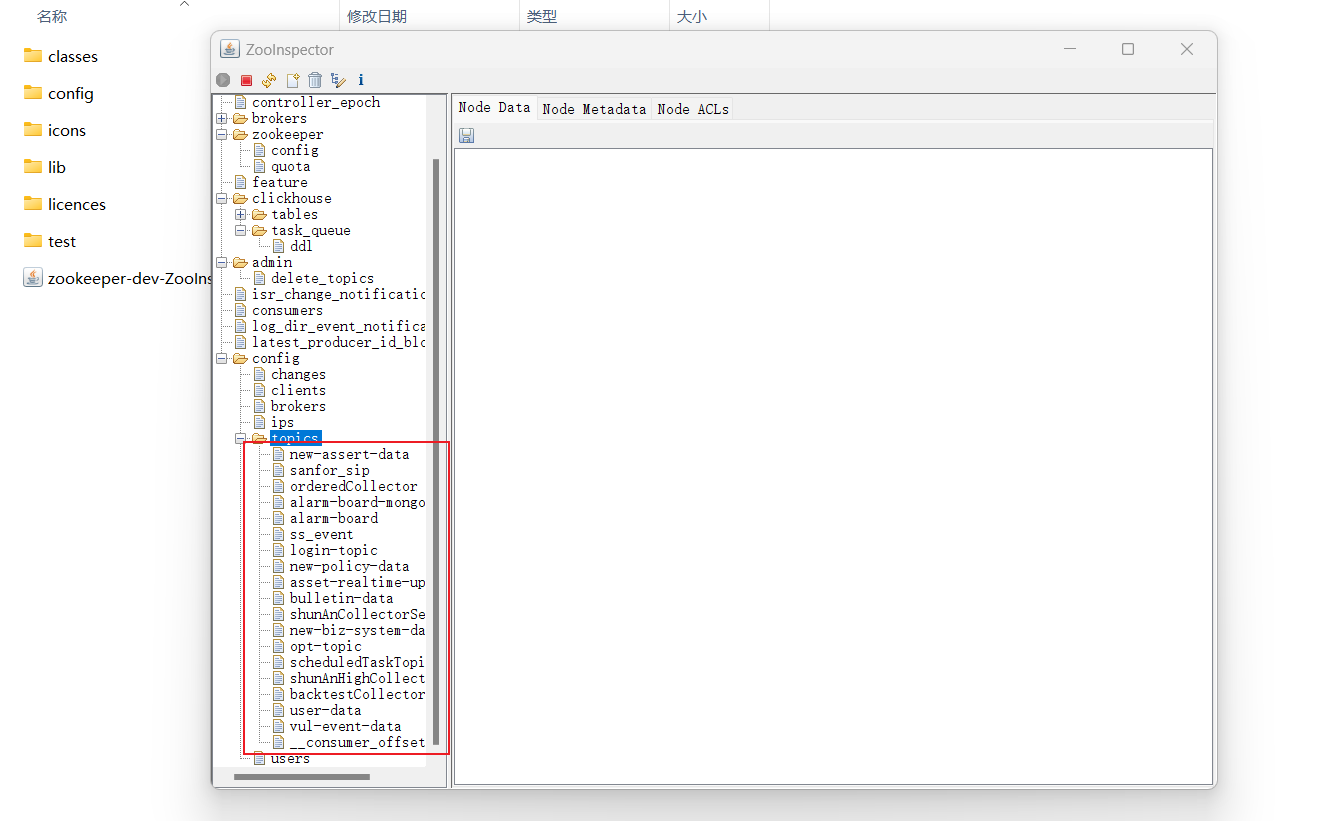 名称 修改日期 类型 大小
classes
config
icons
lib
licences
test
zookeeper-dev-ZooIns
ZooInspector
controller_epoch
brokers
zookeeper
config
quota
feature
clickhouse
tables
task_queue
ddl
admin
delete_topics
isr_change_notificatic
consumers
log_dir_event_notifica
latest_producer_id_blo
config
changes
clients
brokers
ips
topics
new-assert-data
sanfor_sip
orderedCollector
alarm-board-mongo
alarm-board
ss_event
login-topic
new-policy-data
asset-realtime-up
bulletin-data
shunAnCollectorSe
new-biz-system-da
opt-topic
scheduledTaskTopi
shunAnHighCollect
backtestCollector
user-data
vul-event-data
__consumer_offset
users
Node Data Node Metadata Node ACLs